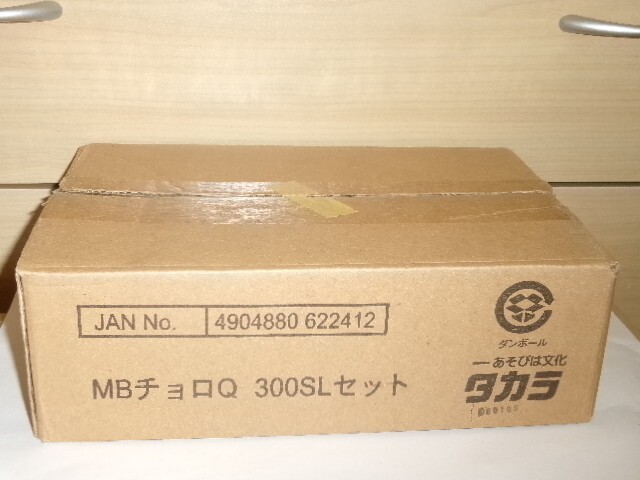 JAN No. 4904880 622412
MBチョロQ 300SLセット
ダンボール
ーあそびは文化
タカラ